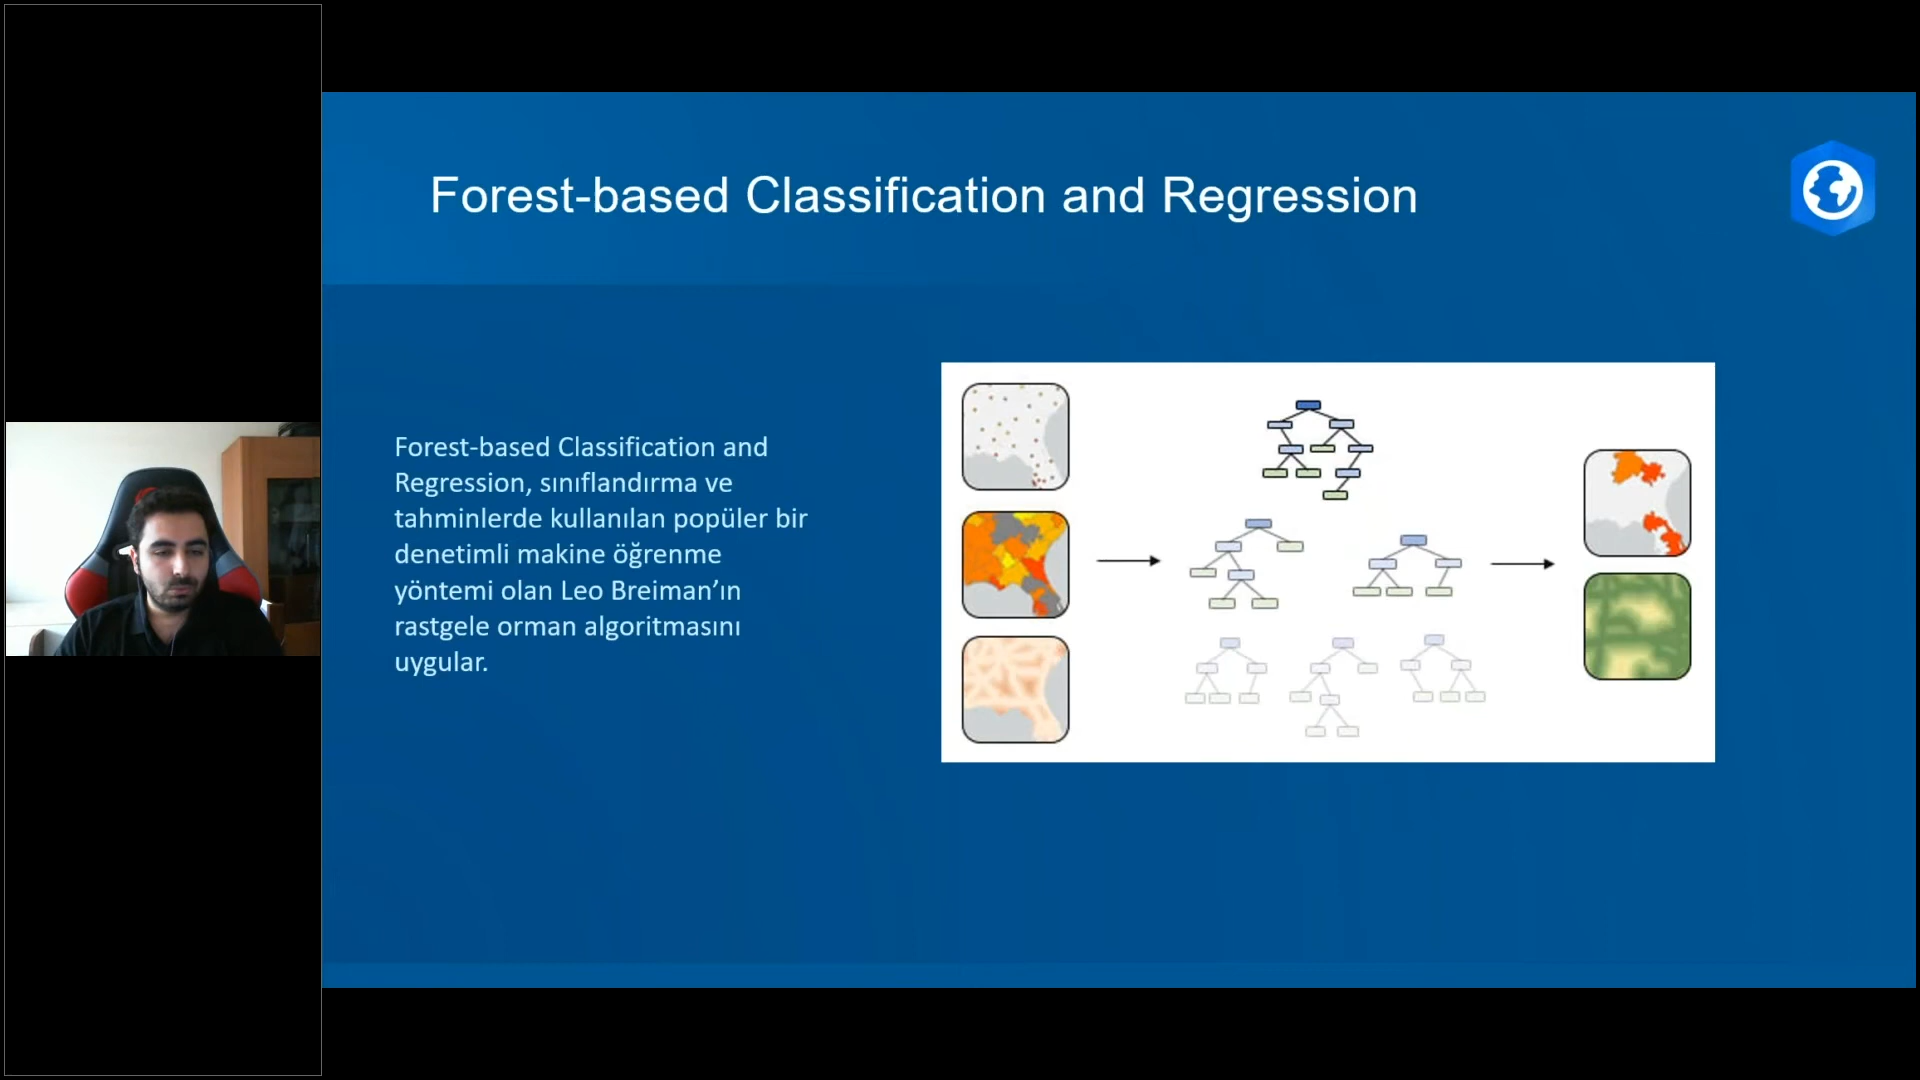 Forest-based Classification and Regression
Forest-based Classification and
Regression, sınıflandırma ve
tahminlerde kullanılan popüler bir
denetimli makine öğrenme
yöntemi olan Leo Breiman’ın
rastgele orman algoritmasını
uygular.